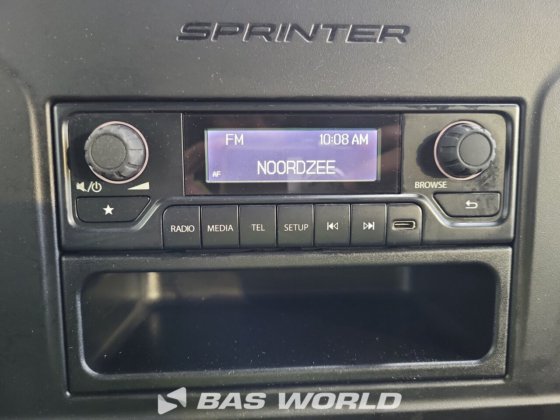 SPRINTER
FM 10:08 AM
AF NOORDZEE
BROWSE
RADIO MEDIA TEL SETUP
BAS WORLD